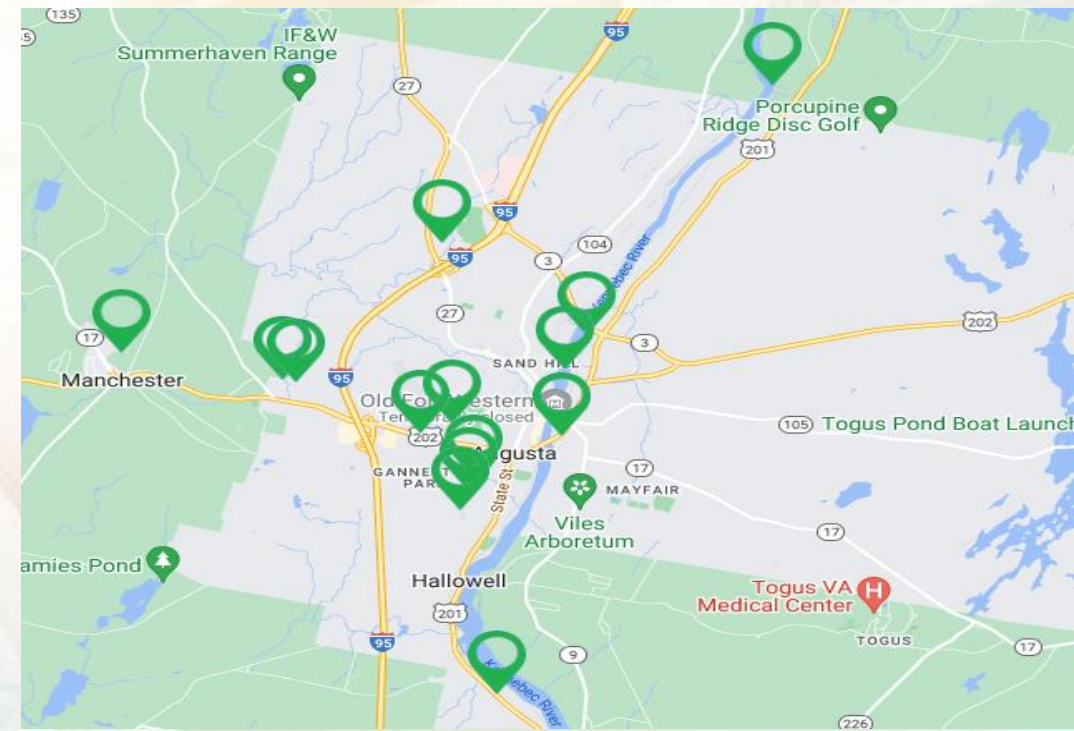 135
IF&W
Summerhaven Range
95
27
Porcupine
Ridge Disc Golf
201
95
95
104
3
Kennebec River
27
17
3
202
SAND HILL
Manchester
95
Old Fort Western
Temporarily closed
202
105
Togus Pond Boat Launch
Augusta
GANNETT
PARK
State St
17
MAYFAIR
Viles
Arboretum
17
Jamies Pond
Hallowell
Togus VA
Medical Center
H
201
TOGUS
95
9
17
Kennebec River
226